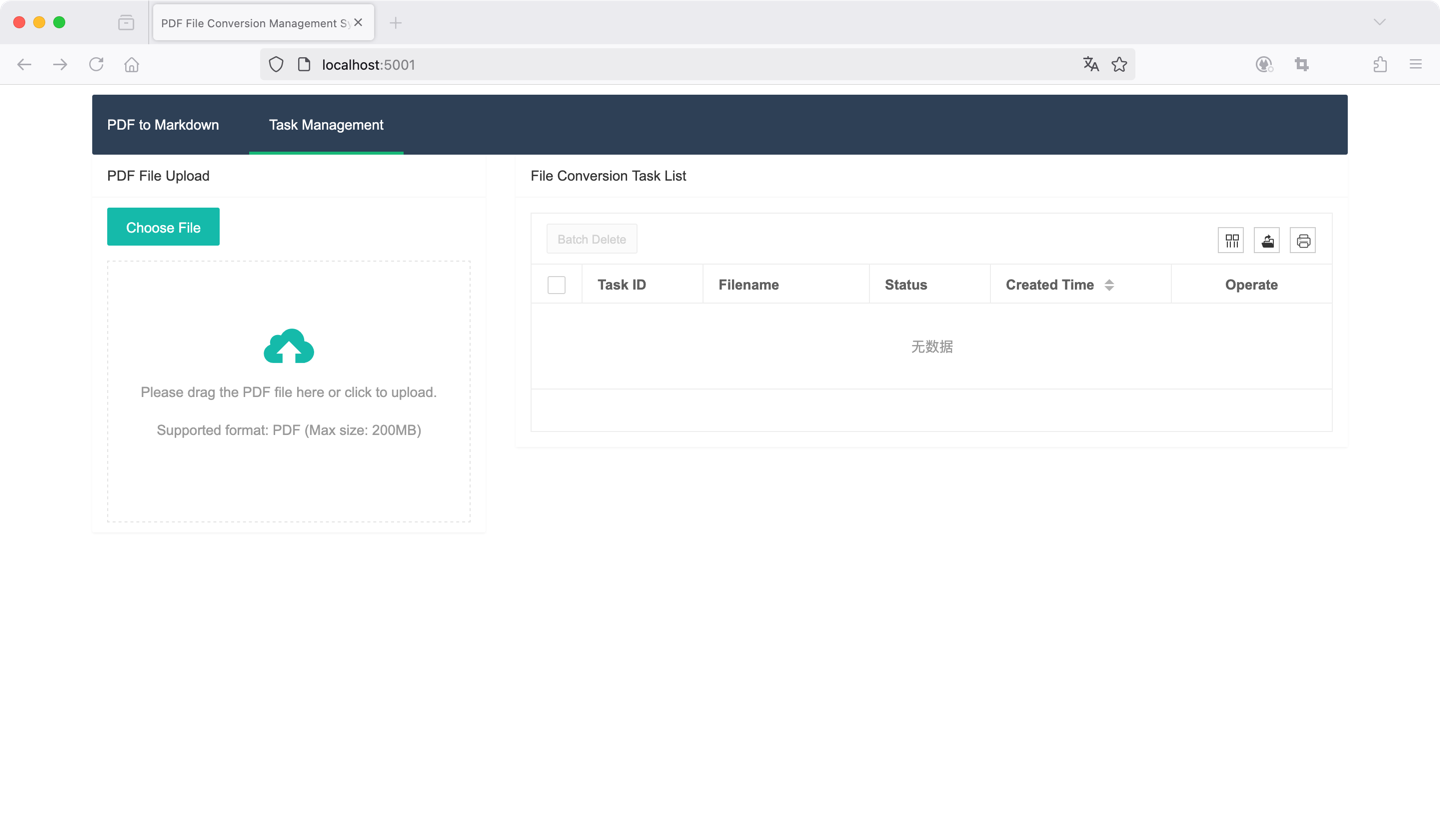 PDF File Conversion Management Sy
localhost:5001
PDF to Markdown
Task Management
PDF File Upload
Choose File
Please drag the PDF file here or click to upload.
Supported format: PDF (Max size: 200MB)
File Conversion Task List
Batch Delete
Task ID
Filename
Status
Created Time
Operate
无数据